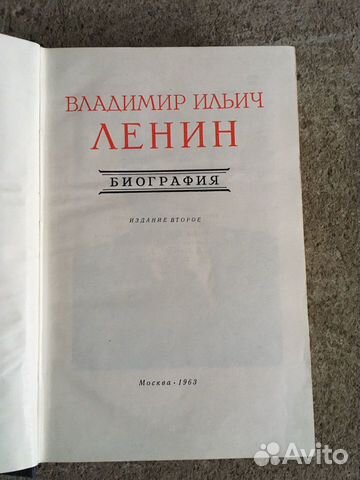 ВЛАДИМИР ИЛЬИЧ
ЛЕНИН
БИОГРАФИЯ
ИЗДАНИЕ ВТОРОЕ
Москва • 1963
Avito